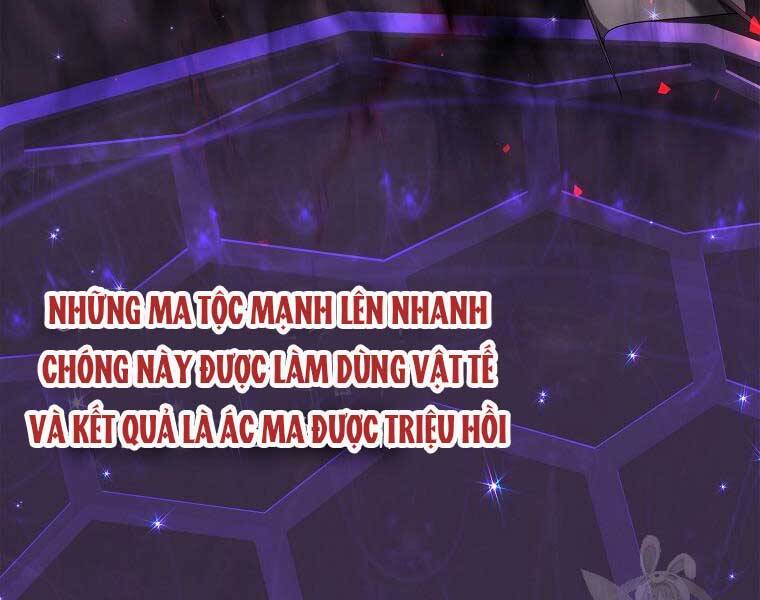 NHỮNG MA TỘC MẠNH LÊN NHANH
CHÓNG NÀY ĐƯỢC LÀM DÙNG VẬT TẾ
VÀ KẾT QUẢ LÀ ÁC MA ĐƯỢC TRIỆU HỒI